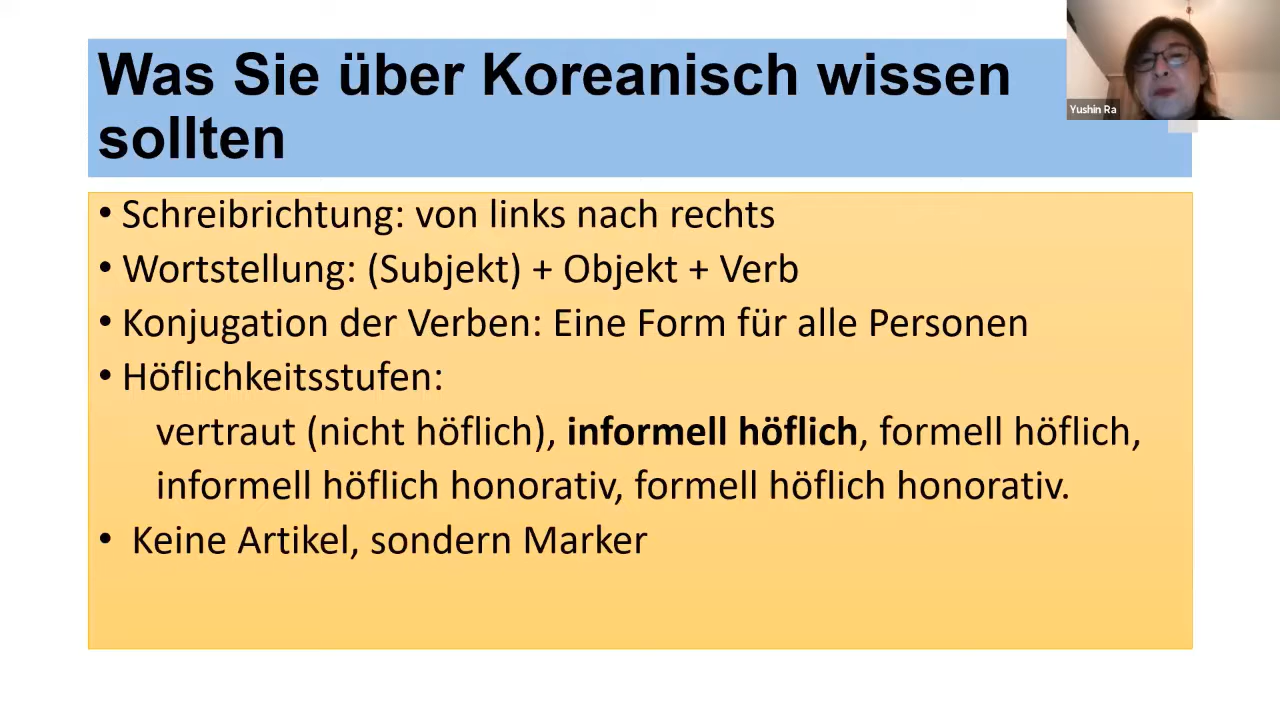 Was Sie über Koreanisch wissen
sollten
Yushin Ra
• Schreibrichtung: von links nach rechts
• Wortstellung: (Subjekt) + Objekt + Verb
• Konjugation der Verben: Eine Form für alle Personen
• Höflichkeitsstufen:
vertraut (nicht höflich), informell höflich, formell höflich,
informell höflich honorativ, formell höflich honorativ.
• Keine Artikel, sondern Marker